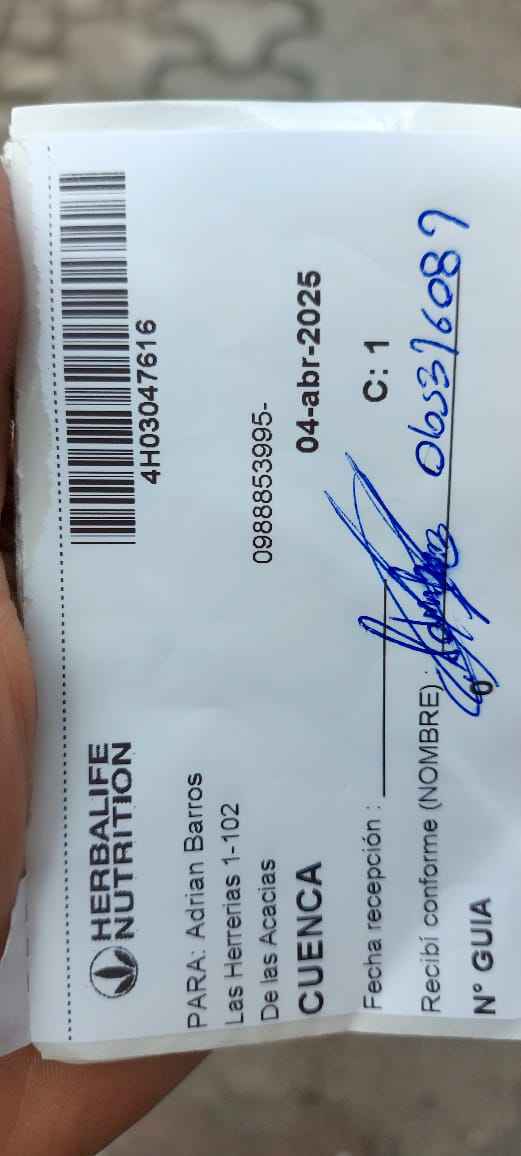 HERBALIFE
NUTRITION
4H03047616
PARA: Adrian Barros
Las Herrerias 1-102
De las Acacias
0988853995-
CUENCA
04-abr-2025
Fecha recepción :
C: 1
Recibí conforme (NOMBRE) :
0
N° GUIA